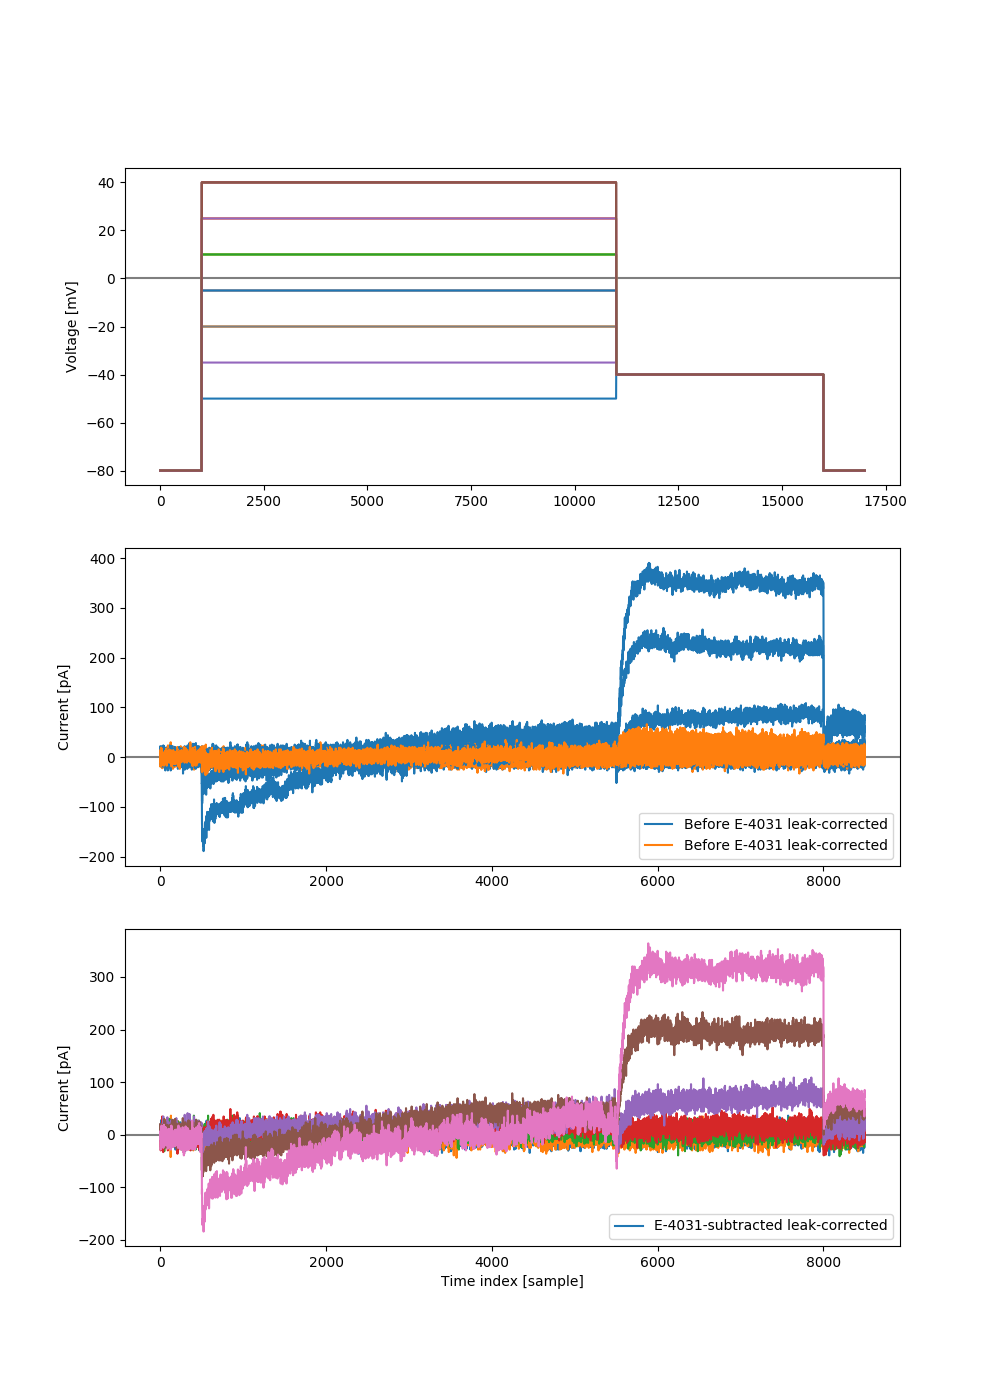 40
20
0
−20
−40
−60
−80
Voltage [mV]
0 2500 5000 7500 10000 12500 15000 17500
400
300
200
100
0
−100
−200
Current [pA]
Before E-4031 leak-corrected
Before E-4031 leak-corrected
0 2000 4000 6000 8000
300
200
100
0
−100
−200
Current [pA]
E-4031-subtracted leak-corrected
0 2000 4000 6000 8000
Time index [sample]